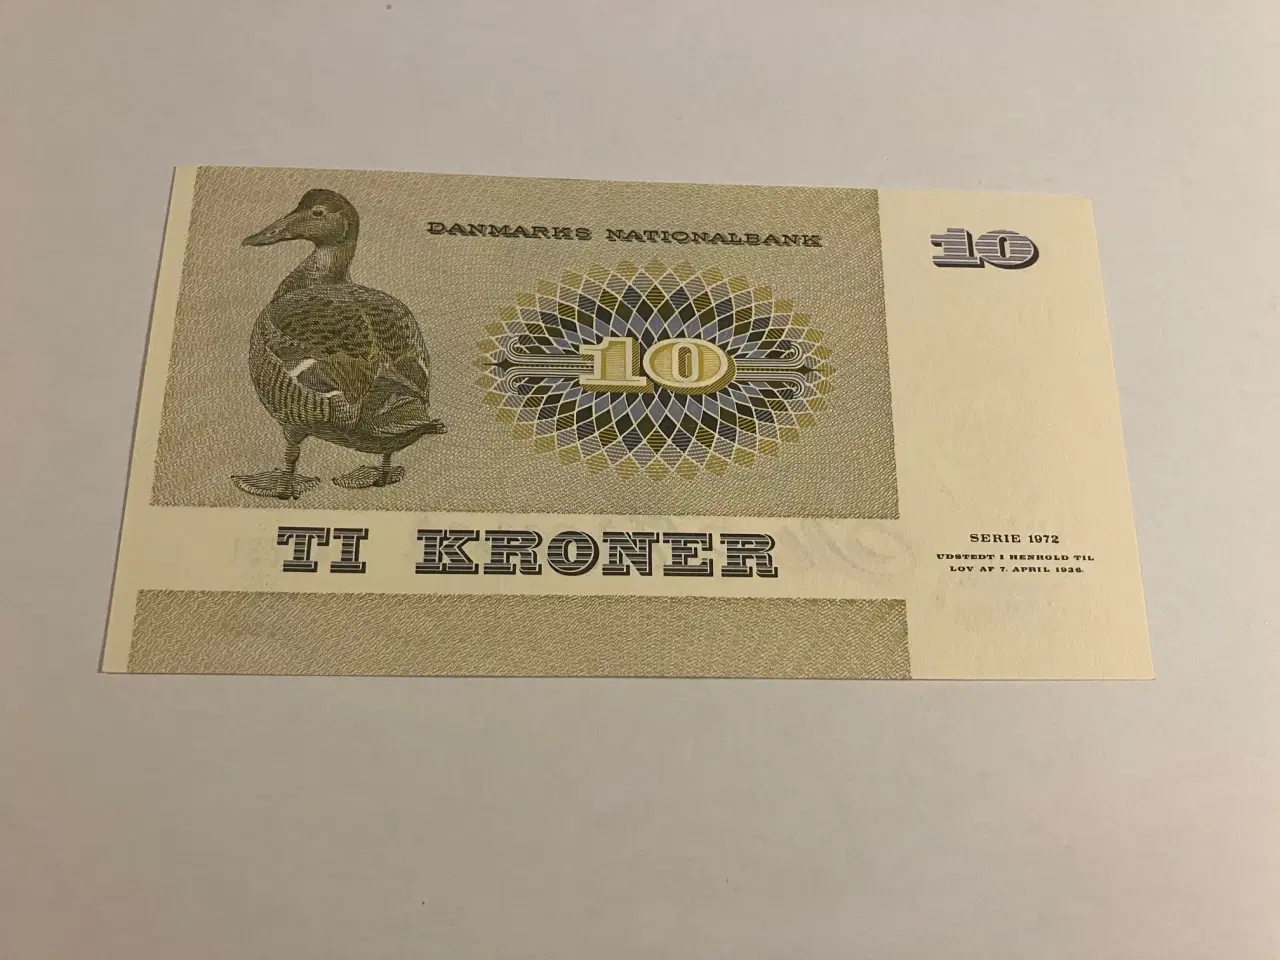 DANMARKS NATIONALBANK
10
10
TI KRONER
SERIE 1972
UDSTEDT I HENHOLD TIL
LOV AF 7. APRIL 1936.